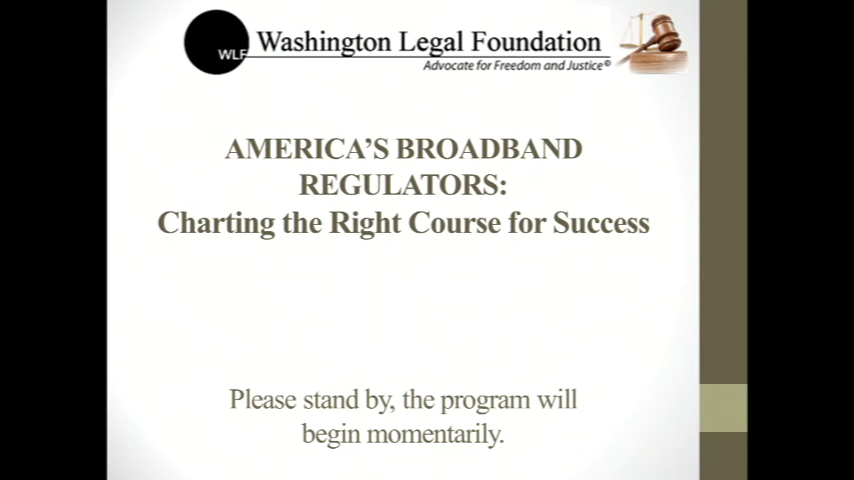 WLF
Washington Legal Foundation
Advocate for Freedom and Justice©
AMERICA'S BROADBAND
REGULATORS:
Charting the Right Course for Success
Please stand by, the program will
begin momentarily.